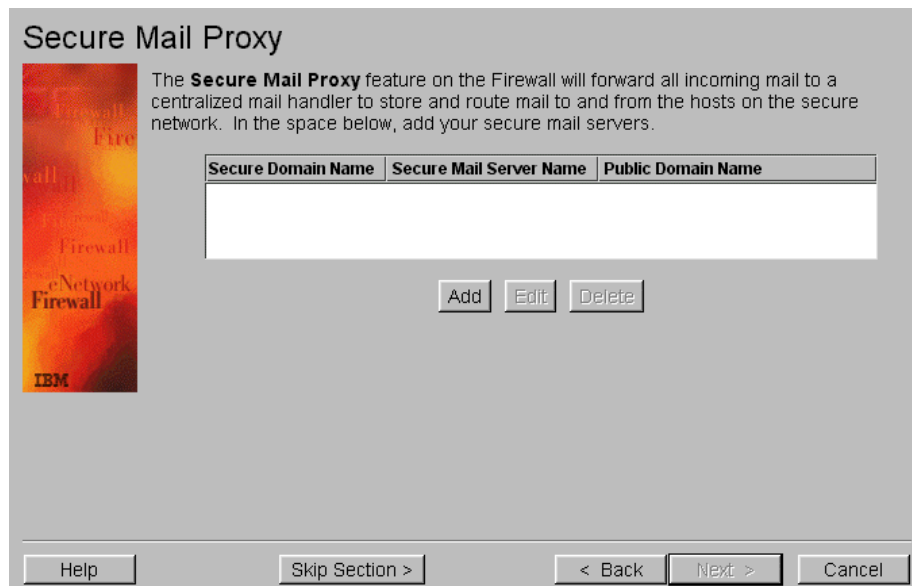 Secure Mail Proxy
The Secure Mail Proxy feature on the Firewall will forward all incoming mail to a
centralized mail handler to store and route mail to and from the hosts on the secure
network. In the space below, add your secure mail servers.
Firewall
Fire
wall
Firewall
eNetwork
Firewall
IBM
Secure Domain Name Secure Mail Server Name Public Domain Name
Add Edit Delete
Help Skip Section > < Back Next > Cancel